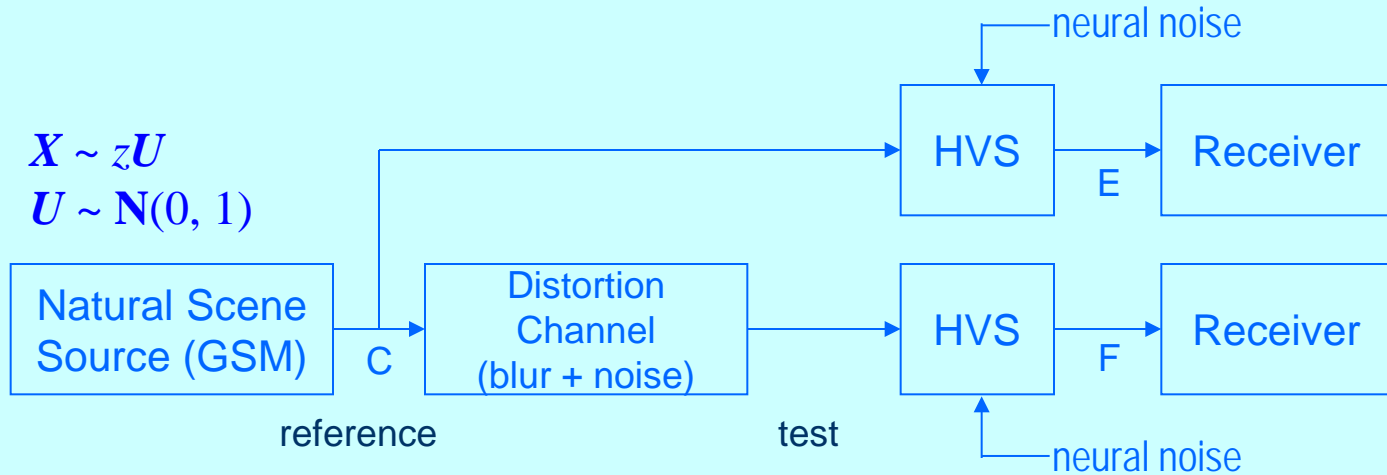 neural noise
X ~ zU
U ~ N(0, 1)
HVS
E
Receiver
Natural Scene
Source (GSM)
C
Distortion
Channel
(blur + noise)
HVS
F
Receiver
reference
test
neural noise